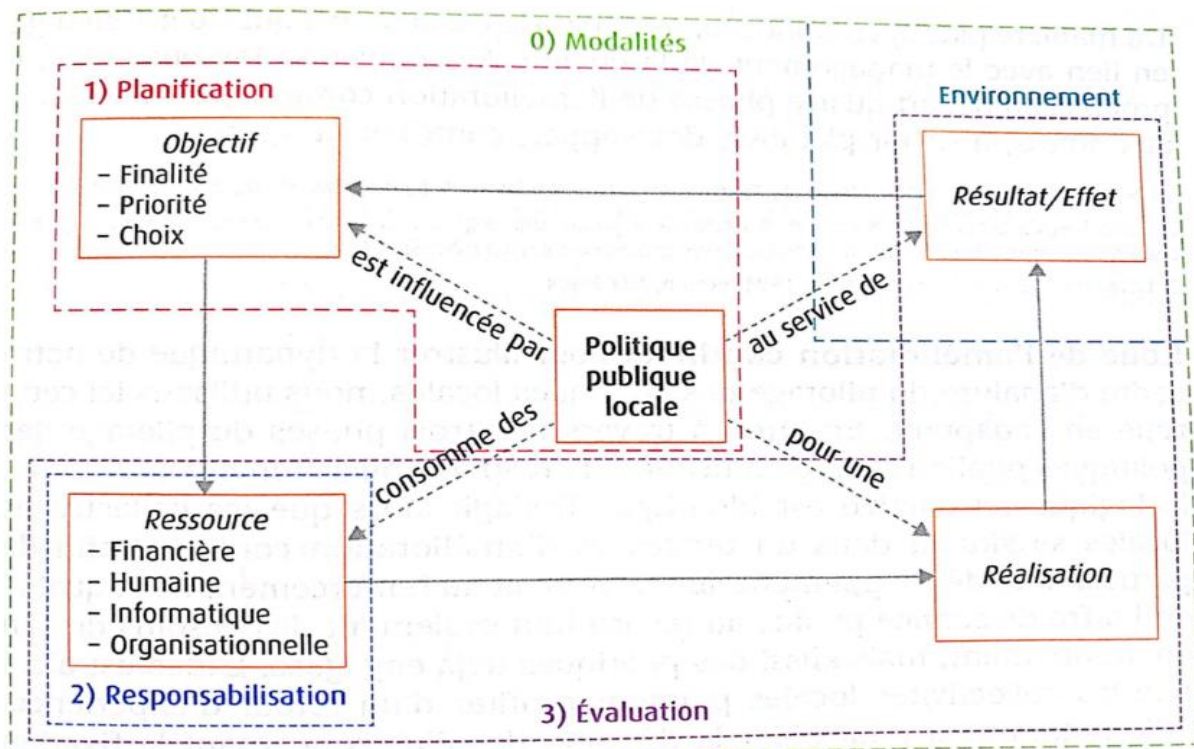 0) Modalités
1) Planification
Environnement
Objectif
– Finalité
– Priorité
– Choix
Résultat/Effet
est influencée par
au service de
Politique
publique
locale
consomme des
pour une
Ressource
– Financière
– Humaine
– Informatique
– Organisationnelle
Réalisation
2) Responsabilisation
3) Évaluation